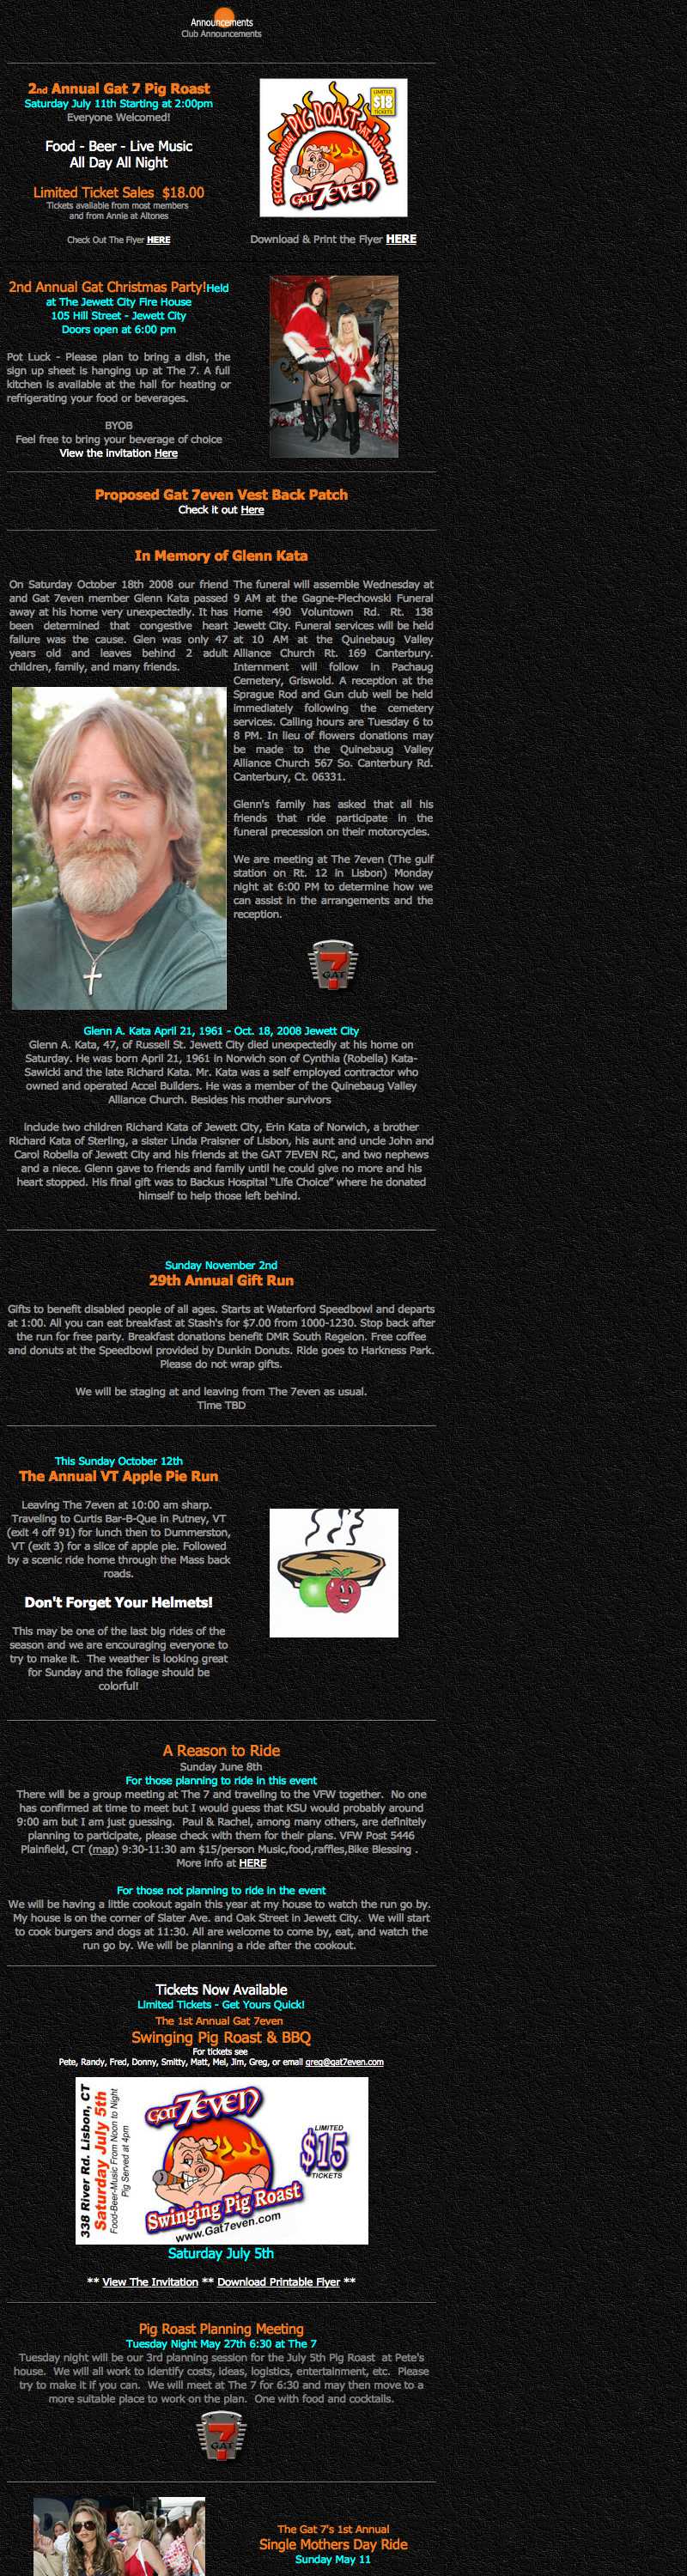 Announcements
Club Announcements
2nd Annual Gat 7 Pig Roast
Saturday July 11th Starting at 2:00pm
Everyone Welcomed!
Food - Beer - Live Music
All Day All Night
Limited Ticket Sales $18.00
Tickets available from most members
and from Annie at Altones
Check Out The Flyer HERE
SECOND ANNUAL PIG ROAST SAT. JULY 11TH
LIMITED
$18
TICKETS
GAT 7EVEN
Download & Print the Flyer HERE
2nd Annual Gat Christmas Party!Held
at The Jewett City Fire House
105 Hill Street - Jewett City
Doors open at 6:00 pm
Pot Luck - Please plan to bring a dish, the
sign up sheet is hanging up at The 7. A full
kitchen is available at the hall for heating or
refrigerating your food or beverages.
BYOB
Feel free to bring your beverage of choice
View the invitation Here
Proposed Gat 7even Vest Back Patch
Check it out Here
In Memory of Glenn Kata
On Saturday October 18th 2008 our friend
and Gat 7even member Glenn Kata passed
away at his home very unexpectedly. It has
been determined that congestive heart
failure was the cause. Glen was only 47
years old and leaves behind 2 adult
children, family, and many friends.
The funeral will assemble Wednesday at
9 AM at the Gagne-Piechowski Funeral
Home 490 Voluntown Rd. Rt. 138
Jewett City. Funeral services will be held
at 10 AM at the Quinebaug Valley
Alliance Church Rt. 169 Canterbury.
Internment will follow in Pachaug
Cemetery, Griswold. A reception at the
Sprague Rod and Gun club well be held
immediately following the cemetery
services. Calling hours are Tuesday 6 to
8 PM. In lieu of flowers donations may
be made to the Quinebaug Valley
Alliance Church 567 So. Canterbury Rd.
Canterbury, Ct. 06331.
Glenn's family has asked that all his
friends that ride participate in the
funeral precession on their motorcycles.
We are meeting at The 7even (The gulf
station on Rt. 12 in Lisbon) Monday
night at 6:00 PM to determine how we
can assist in the arrangements and the
reception.
7
GAT
Glenn A. Kata April 21, 1961 - Oct. 18, 2008 Jewett City
Glenn A. Kata, 47, of Russell St. Jewett City died unexpectedly at his home on
Saturday. He was born April 21, 1961 in Norwich son of Cynthia (Robella) Kata-
Sawicki and the late Richard Kata. Mr. Kata was a self employed contractor who
owned and operated Accel Builders. He was a member of the Quinebaug Valley
Alliance Church. Besides his mother survivors
include two children Richard Kata of Jewett City, Erin Kata of Norwich, a brother
Richard Kata of Sterling, a sister Linda Praisner of Lisbon, his aunt and uncle John and
Carol Robella of Jewett City and his friends at the GAT 7EVEN RC, and two nephews
and a niece. Glenn gave to friends and family until he could give no more and his
heart stopped. His final gift was to Backus Hospital “Life Choice” where he donated
himself to help those left behind.
Sunday November 2nd
29th Annual Gift Run
Gifts to benefit disabled people of all ages. Starts at Waterford Speedbowl and departs
at 1:00. All you can eat breakfast at Stash's for $7.00 from 1000-1230. Stop back after
the run for free party. Breakfast donations benefit DMR South Regeion. Free coffee
and donuts at the Speedbowl provided by Dunkin Donuts. Ride goes to Harkness Park.
Please do not wrap gifts.
We will be staging at and leaving from The 7even as usual.
Time TBD
This Sunday October 12th
The Annual VT Apple Pie Run
Leaving The 7even at 10:00 am sharp.
Traveling to Curtis Bar-B-Que in Putney, VT
(exit 4 off 91) for lunch then to Dummerston,
VT (exit 3) for a slice of apple pie. Followed
by a scenic ride home through the Mass back
roads.
Don't Forget Your Helmets!
This may be one of the last big rides of the
season and we are encouraging everyone to
try to make it. The weather is looking great
for Sunday and the foliage should be
colorful!
A Reason to Ride
Sunday June 8th
For those planning to ride in this event
There will be a group meeting at The 7 and traveling to the VFW together. No one
has confirmed at time to meet but I would guess that KSU would probably around
9:00 am but I am just guessing. Paul & Rachel, among many others, are definitely
planning to participate, please check with them for their plans. VFW Post 5446
Plainfield, CT (map) 9:30-11:30 am $15/person Music,food,raffles,Bike Blessing .
More info at HERE
For those not planning to ride in the event
We will be having a little cookout again this year at my house to watch the run go by.
My house is on the corner of Slater Ave. and Oak Street in Jewett City. We will start
to cook burgers and dogs at 11:30. All are welcome to come by, eat, and watch the
run go by. We will be planning a ride after the cookout.
Tickets Now Available
Limited Tickets - Get Yours Quick!
The 1st Annual Gat 7even
Swinging Pig Roast & BBQ
For tickets see
Pete, Randy, Fred, Donny, Smitty, Matt, Mel, Jim, Greg, or email greg@gat7even.com
338 River Rd. Lisbon, CT
Saturday July 5th
Food-Beer-Music From Noon to Night
Pig Served at 4pm
GAT 7EVEN
LIMITED
$15
TICKETS
Swinging Pig Roast
www.Gat7even.com
Saturday July 5th
** View The Invitation ** Download Printable Flyer **
Pig Roast Planning Meeting
Tuesday Night May 27th 6:30 at The 7
Tuesday night will be our 3rd planning session for the July 5th Pig Roast at Pete's
house. We will all work to identify costs, ideas, logistics, entertainment, etc. Please
try to make it if you can. We will meet at The 7 for 6:30 and may then move to a
more suitable place to work on the plan. One with food and cocktails.
7
GAT
The Gat 7's 1st Annual
Single Mothers Day Ride
Sunday May 11